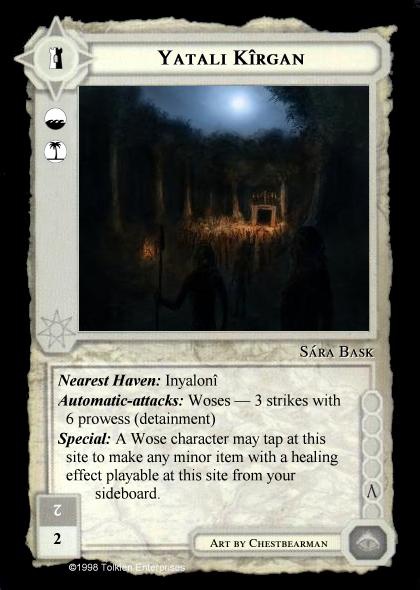 YATALI KÎRGAN
SÁRA BASK
Nearest Haven: Inyalonî
Automatic-attacks: Woses — 3 strikes with
6 prowess (detainment)
Special: A Wose character may tap at this
site to make any minor item with a healing
effect playable at this site from your
sideboard.
2
2
ART BY CHESTBEARMAN
©1998 Tolkien Enterprises